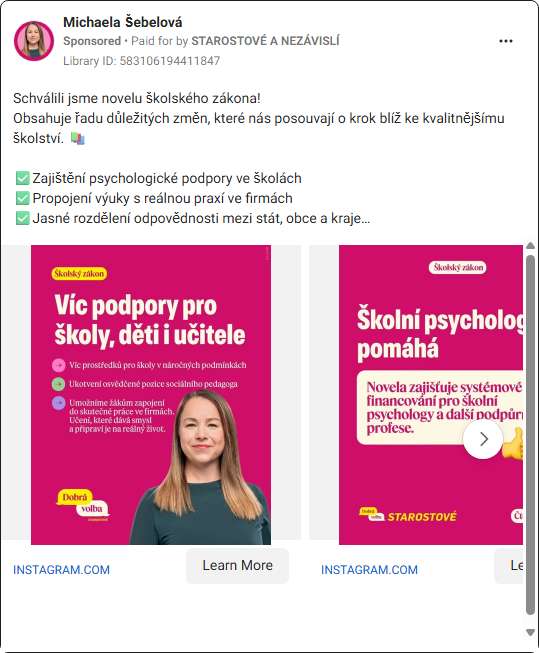 Michaela Šebelová
Sponsored • Paid for by STAROSTOVÉ A NEZÁVISLÍ
Library ID: 583106194411847
Schválili jsme novelu školského zákona!
Obsahuje řadu důležitých změn, které nás posouvají o krok blíž ke kvalitnějšímu
školství. 📚
✅ Zajištění psychologické podpory ve školách
✅ Propojení výuky s reálnou praxí ve firmách
✅ Jasné rozdělení odpovědnosti mezi stát, obce a kraje...
Školský zákon
Víc podpory pro
školy, děti i učitele
Víc prostředků pro školy v náročných podmínkách
Ukotvení osvědčené pozice sociálního pedagoga
Umožníme žákům zapojení
do skutečné práce ve firmách.
Učení, které dává smysl
a připraví je na reálný život.
Dobrá
volba
INSTAGRAM.COM
Learn More
Školský zákon
Školní psycholog
pomáhá
Novela zajišťuje systémové
financování pro školní
psychology a další podpůrn
profese.
Dobrá
volba
STAROSTOVÉ
INSTAGRAM.COM
Le